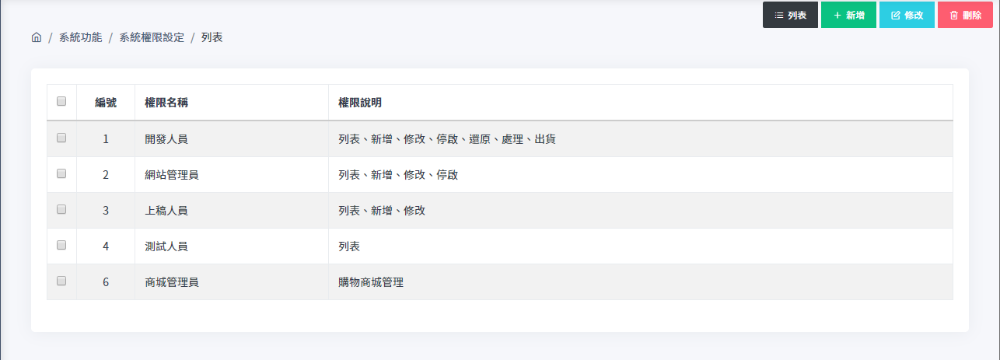 列表 新增 修改 刪除
/ 系統功能 / 系統權限設定 / 列表
編號 權限名稱 權限說明
1 開發人員 列表、新增、修改、停啟、還原、處理、出貨
2 網站管理員 列表、新增、修改、停啟
3 上稿人員 列表、新增、修改
4 測試人員 列表
6 商城管理員 購物商城管理